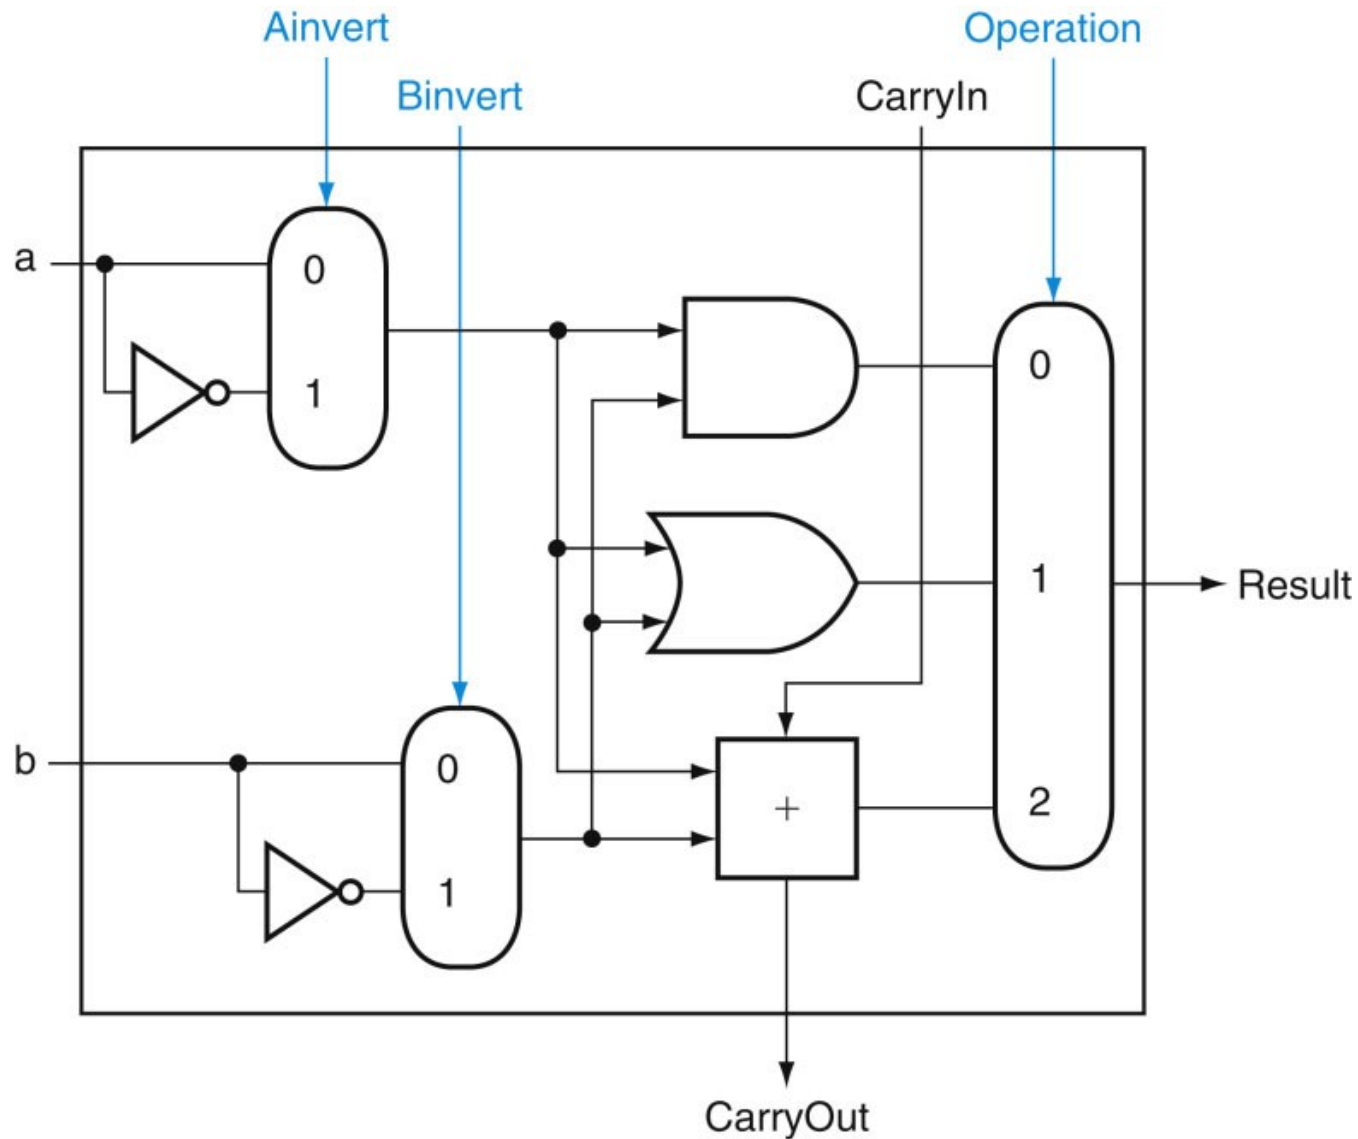 Ainvert
Operation
Binvert
CarryIn
a
0
1
0
1
Result
b
0
1
+
2
CarryOut